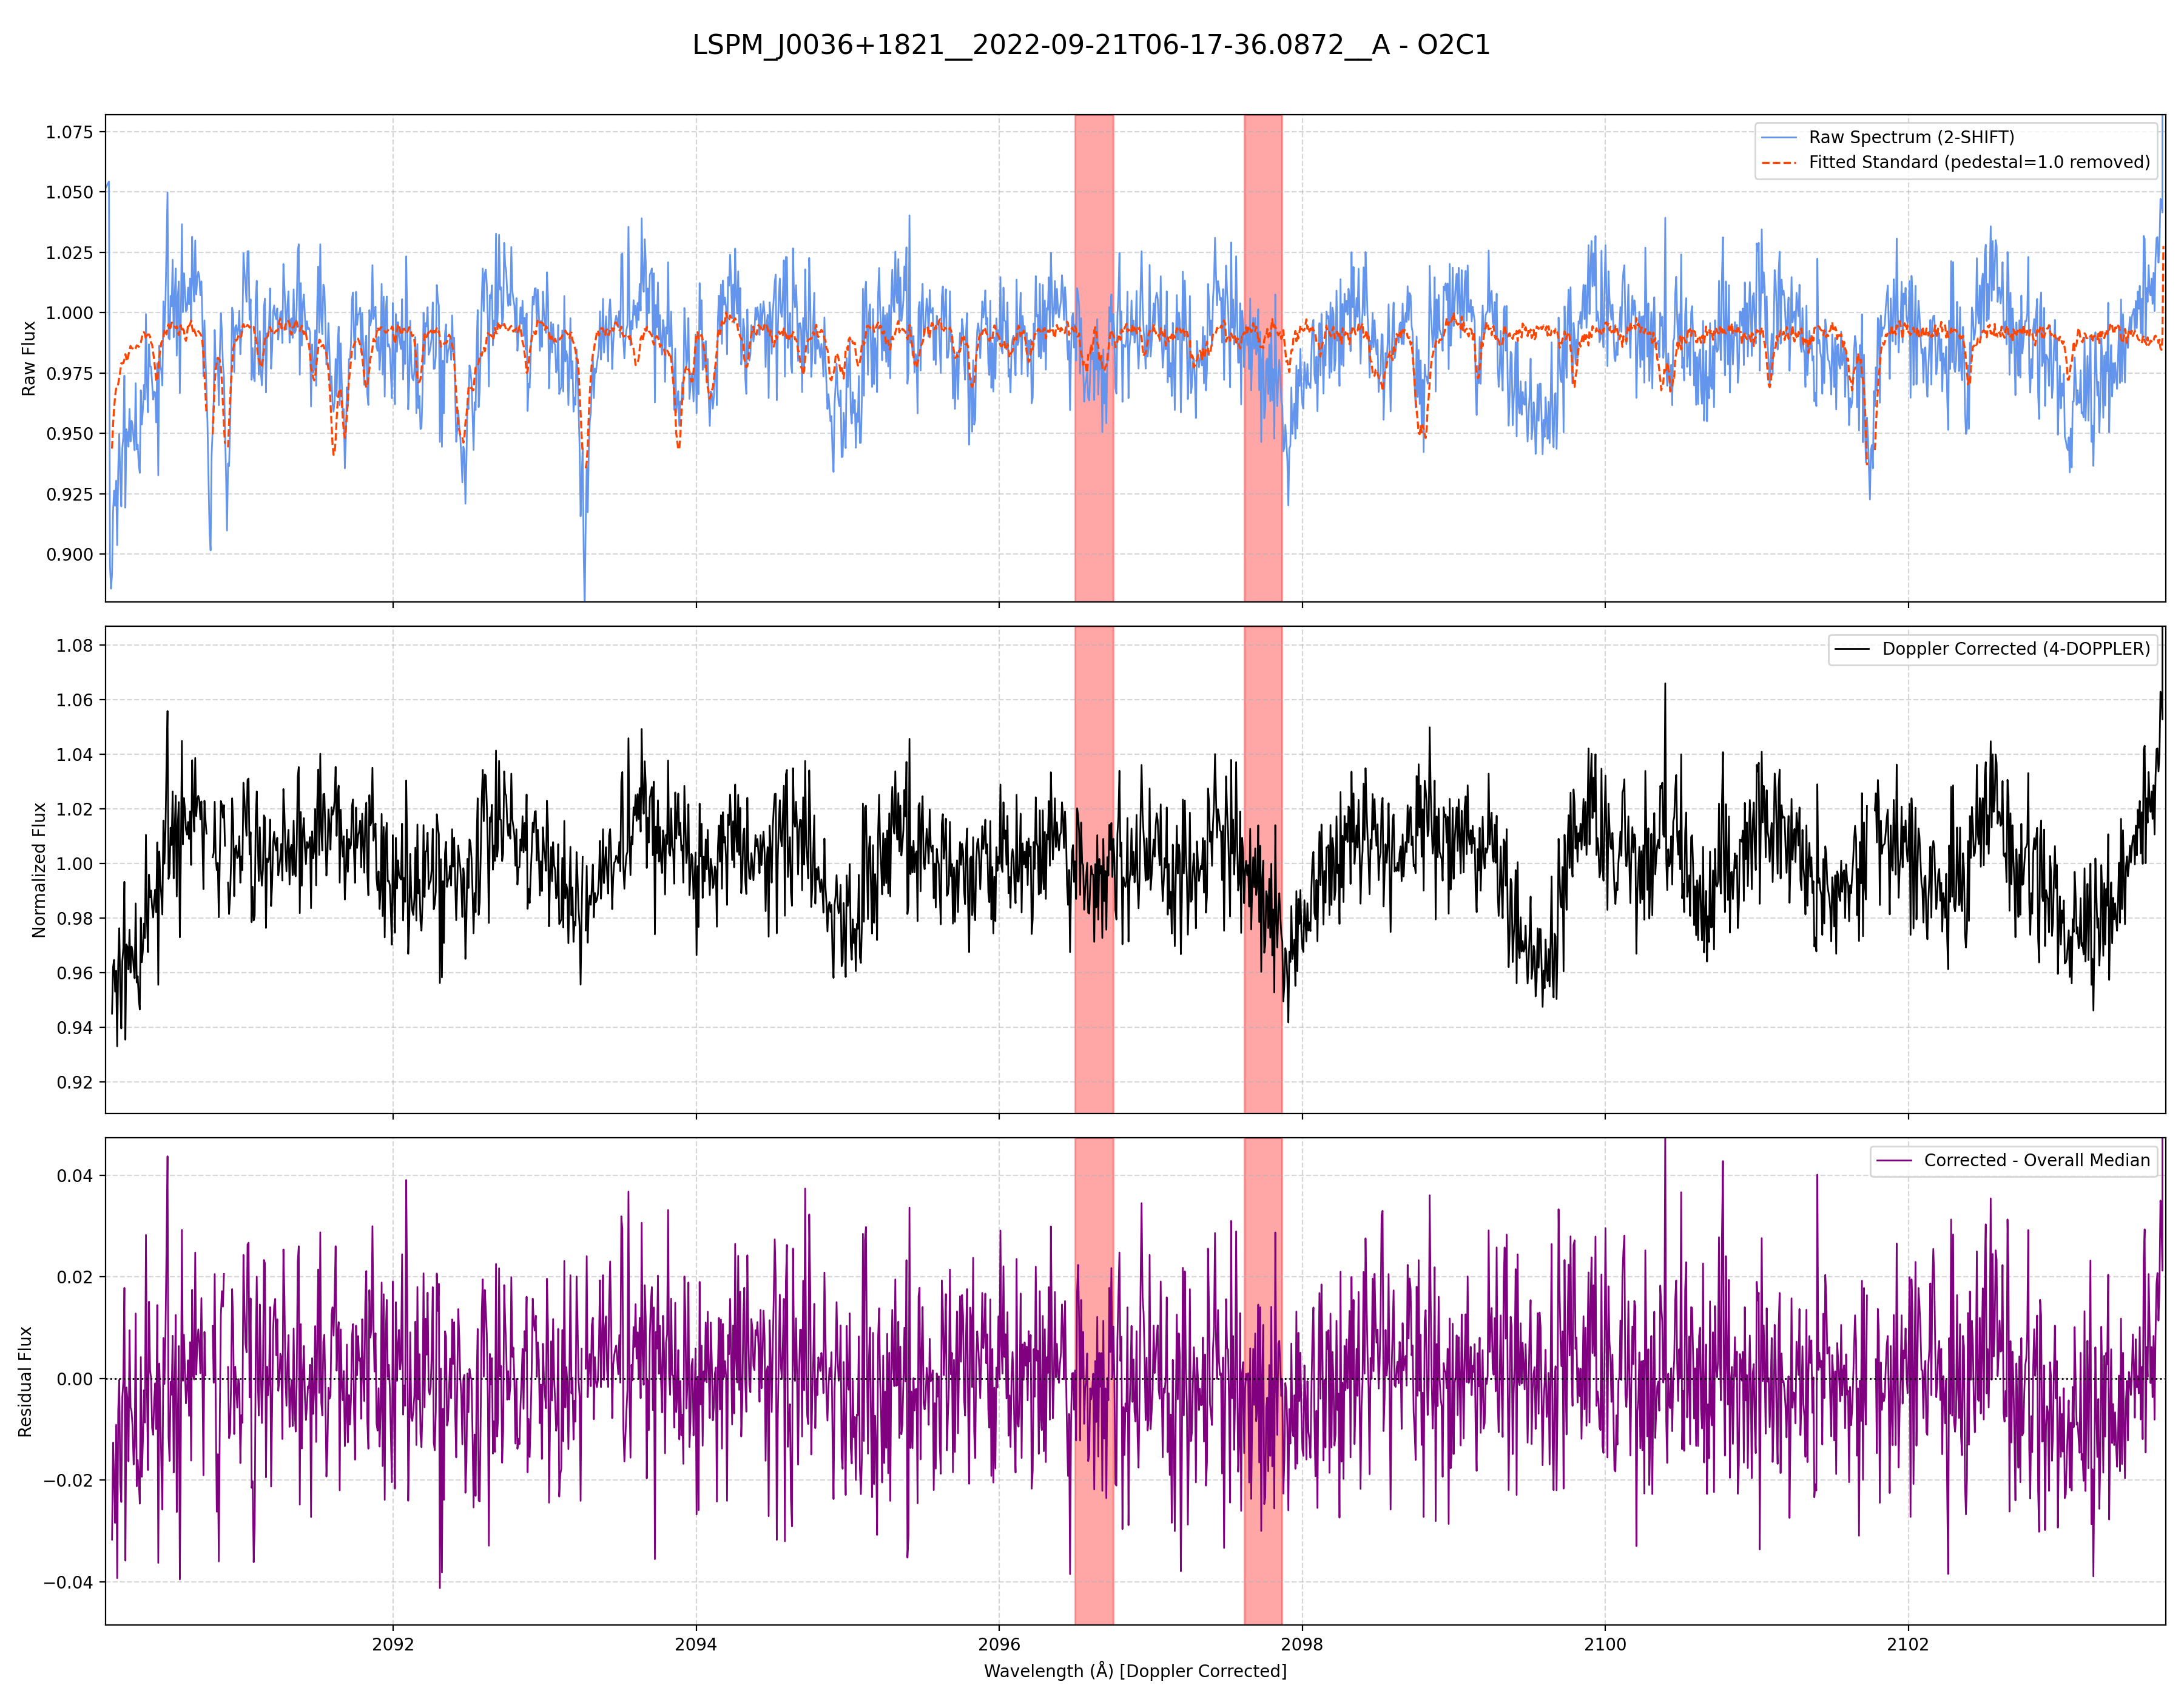 LSPM_J0036+1821__2022-09-21T06-17-36.0872__A - O2C1
Raw Flux
1.075
1.050
1.025
1.000
0.975
0.950
0.925
0.900
Raw Spectrum (2-SHIFT)
Fitted Standard (pedestal=1.0 removed)
Normalized Flux
1.08
1.06
1.04
1.02
1.00
0.98
0.96
0.94
0.92
Doppler Corrected (4-DOPPLER)
Residual Flux
0.04
0.02
0.00
−0.02
−0.04
Corrected - Overall Median
2092 2094 2096 2098 2100 2102
Wavelength (Å) [Doppler Corrected]